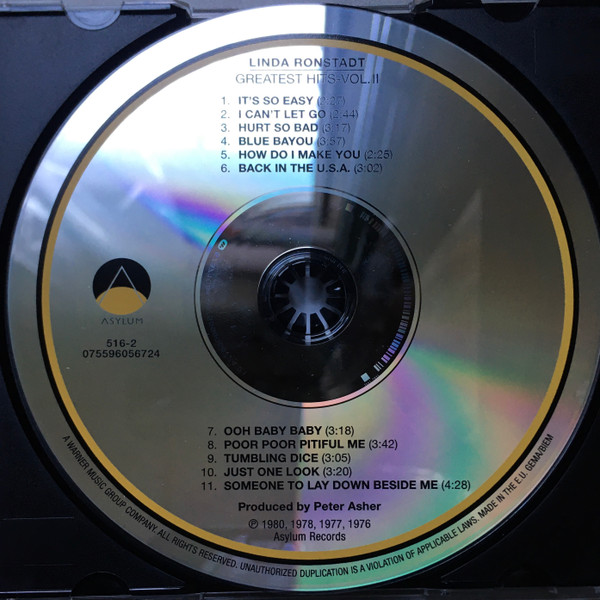 LINDA RONSTADT
GREATEST HITS-VOL. II
1. IT'S SO EASY (2:27)
2. I CAN'T LET GO (2:44)
3. HURT SO BAD (3:17)
4. BLUE BAYOU (3:57)
5. HOW DO I MAKE YOU (2:25)
6. BACK IN THE U.S.A. (3:02)
ASYLUM
516-2
075596056724
7. OOH BABY BABY (3:18)
8. POOR POOR PITIFUL ME (3:42)
9. TUMBLING DICE (3:05)
10. JUST ONE LOOK (3:20)
11. SOMEONE TO LAY DOWN BESIDE ME (4:28)
Produced by Peter Asher
℗ 1980, 1978, 1977, 1976
Asylum Records
A WARNER MUSIC GROUP COMPANY. ALL RIGHTS RESERVED. UNAUTHORIZED DUPLICATION IS A VIOLATION OF APPLICABLE LAWS. MADE IN THE E.U. GEMA/BIEM